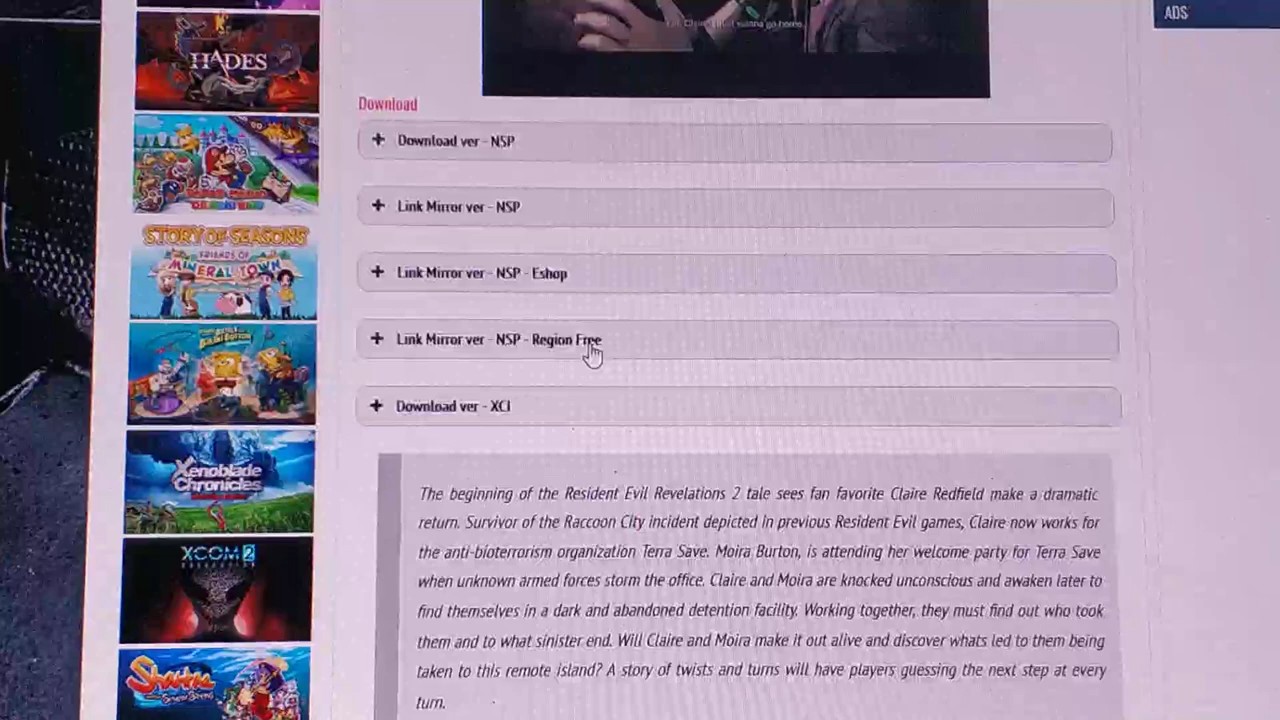 ADS
HADES
Download
+ Download ver - NSP
+ Link Mirror ver - NSP
STORY OF SEASONS
FRIENDS OF
MINERAL TOWN
+ Link Mirror ver - NSP - Eshop
+ Link Mirror ver - NSP - Region Free
+ Download ver - XCI
Xenoblade
Chronicles
XCOM 2
Shantae
The beginning of the Resident Evil Revelations 2 tale sees fan favorite Claire Redfield make a dramatic
return. Survivor of the Raccoon City incident depicted in previous Resident Evil games, Claire now works for
the anti-bioterrorism organization Terra Save. Moira Burton, is attending her welcome party for Terra Save
when unknown armed forces storm the office. Claire and Moira are knocked unconscious and awaken later to
find themselves in a dark and abandoned detention facility. Working together, they must find out who took
them and to what sinister end. Will Claire and Moira make it out alive and discover whats led to them being
taken to this remote island? A story of twists and turns will have players guessing the next step at every
turn.